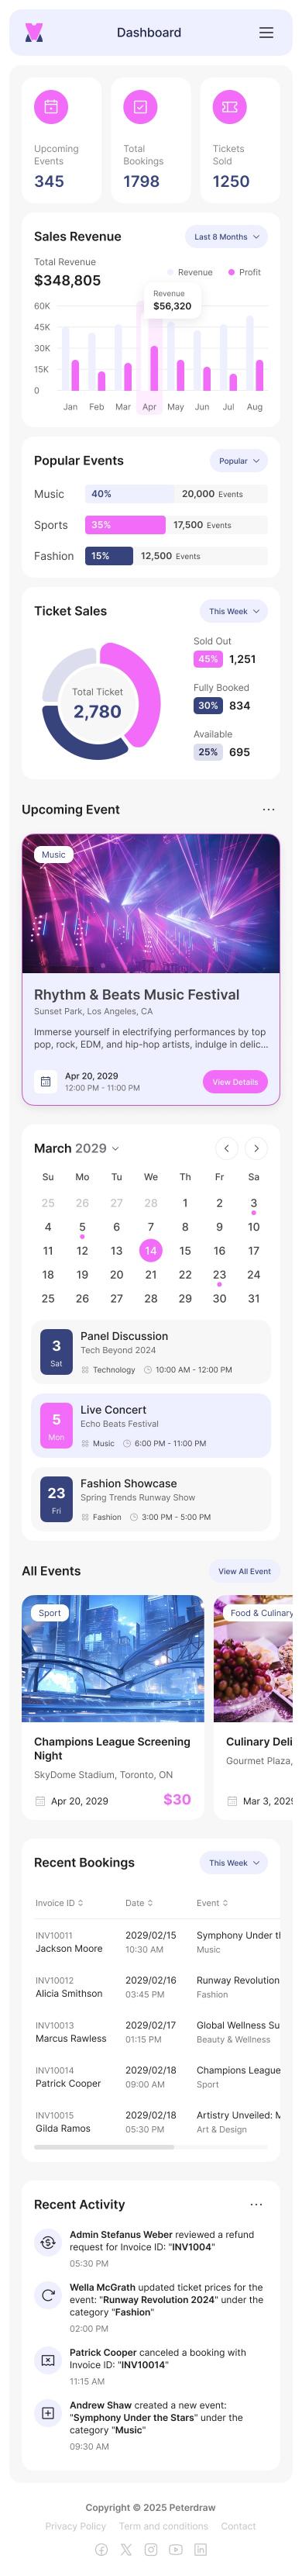 Dashboard
Upcoming
Events
345
Total
Bookings
1798
Tickets
Sold
1250
Sales Revenue
Last 8 Months
Total Revenue
$348,805
Revenue
Profit
Revenue
$56,320
60K
45K
30K
15K
0
Jan Feb Mar Apr May Jun Jul Aug
Popular Events
Popular
Music 40% 20,000 Events
Sports 35% 17,500 Events
Fashion 15% 12,500 Events
Ticket Sales
This Week
Total Ticket
2,780
Sold Out
45% 1,251
Fully Booked
30% 834
Available
25% 695
Upcoming Event
Music
Rhythm & Beats Music Festival
Sunset Park, Los Angeles, CA
Immerse yourself in electrifying performances by top
pop, rock, EDM, and hip-hop artists, indulge in delic...
Apr 20, 2029
12:00 PM - 11:00 PM
View Details
March 2029
Su Mo Tu We Th Fr Sa
25 26 27 28 1 2 3
4 5 6 7 8 9 10
11 12 13 14 15 16 17
18 19 20 21 22 23 24
25 26 27 28 29 30 31
3
Sat
Panel Discussion
Tech Beyond 2024
Technology 10:00 AM - 12:00 PM
5
Mon
Live Concert
Echo Beats Festival
Music 6:00 PM - 11:00 PM
23
Fri
Fashion Showcase
Spring Trends Runway Show
Fashion 3:00 PM - 5:00 PM
All Events
View All Event
Sport
Champions League Screening
Night
SkyDome Stadium, Toronto, ON
Apr 20, 2029
$30
Food & Culinary
Culinary Deli
Gourmet Plaza,
Mar 3, 2029
Recent Bookings
This Week
Invoice ID Date Event
INV10011 2029/02/15 Symphony Under t
Jackson Moore 10:30 AM Music
INV10012 2029/02/16 Runway Revolution
Alicia Smithson 03:45 PM Fashion
INV10013 2029/02/17 Global Wellness Su
Marcus Rawless 01:15 PM Beauty & Wellness
INV10014 2029/02/18 Champions League
Patrick Cooper 09:00 AM Sport
INV10015 2029/02/18 Artistry Unveiled: M
Gilda Ramos 05:30 PM Art & Design
Recent Activity
Admin Stefanus Weber reviewed a refund
request for Invoice ID: "INV1004"
05:30 PM
Wella McGrath updated ticket prices for the
event: "Runway Revolution 2024" under the
category "Fashion"
02:00 PM
Patrick Cooper canceled a booking with
Invoice ID: "INV10014"
11:15 AM
Andrew Shaw created a new event:
"Symphony Under the Stars" under the
category "Music"
09:30 AM
Copyright © 2025 Peterdraw
Privacy Policy Term and conditions Contact